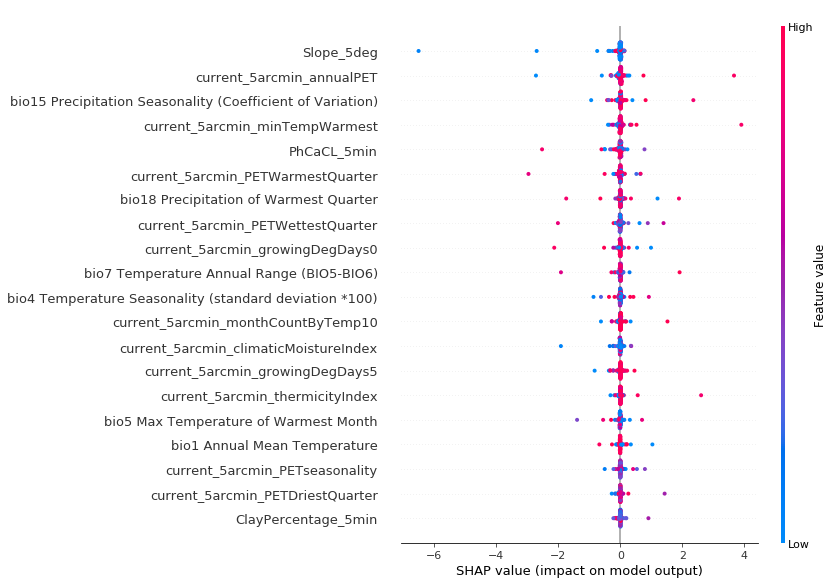 High
Slope_5deg
current_5arcmin_annualPET
bio15 Precipitation Seasonality (Coefficient of Variation)
current_5arcmin_minTempWarmest
PhCaCL_5min
current_5arcmin_PETWarmestQuarter
bio18 Precipitation of Warmest Quarter
current_5arcmin_PETWettestQuarter
current_5arcmin_growingDegDays0
bio7 Temperature Annual Range (BIO5-BIO6)
bio4 Temperature Seasonality (standard deviation *100)
current_5arcmin_monthCountByTemp10
current_5arcmin_climaticMoistureIndex
current_5arcmin_growingDegDays5
current_5arcmin_thermicityIndex
bio5 Max Temperature of Warmest Month
bio1 Annual Mean Temperature
current_5arcmin_PETseasonality
current_5arcmin_PETDriestQuarter
ClayPercentage_5min
Feature value
Low
−6 −4 −2 0 2 4
SHAP value (impact on model output)